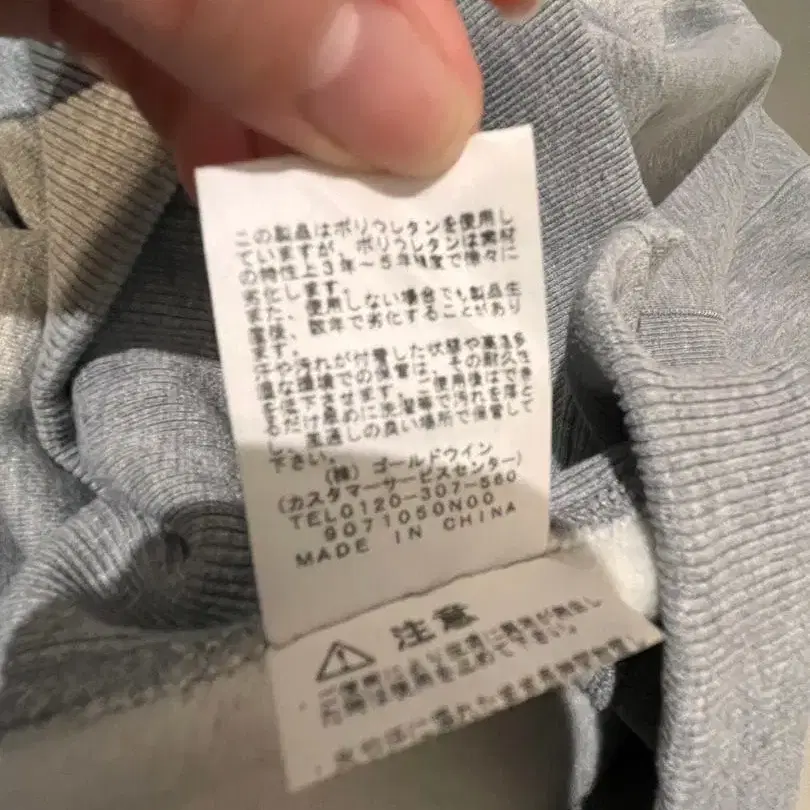 この製品はポリウレタンを使用し
ていますが、ポリウレタンは素材
の特性上3年〜5年程度で徐々に
劣化します。
また、使用しない場合でも製品生
産後、数年で劣化することがあり
ます。
汗や汚れが付着した状態や高温多
湿な環境での保管は、その耐久性
を低下させます。ご使用後はでき
るだけ早めに洗濯等で汚れを落と
し、風通しの良い場所で保管して
下さい。
(株) ゴールドウイン
(カスタマーサービスセンター)
TEL0120-307-560
9071050N00
MADE IN CHINA
⚠ 注意